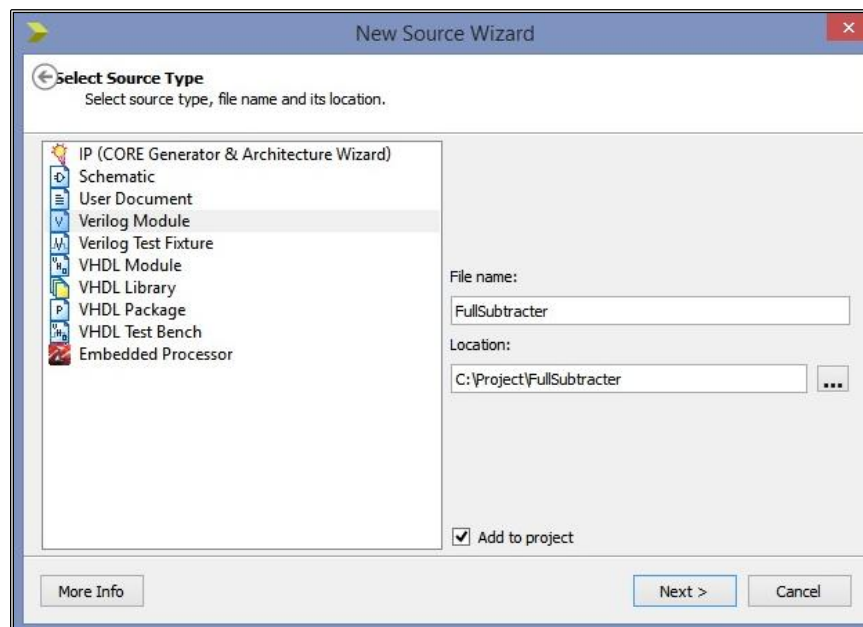 New Source Wizard
Select Source Type
Select source type, file name and its location.
IP (CORE Generator & Architecture Wizard)
Schematic
User Document
Verilog Module
Verilog Test Fixture
VHDL Module
VHDL Library
VHDL Package
VHDL Test Bench
Embedded Processor
File name:
FullSubtracter
Location:
C:\Project\FullSubtracter
...
Add to project
More Info
Next >
Cancel